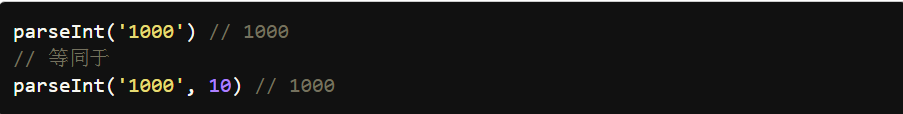 parseInt('1000') // 1000
// 等同于
parseInt('1000', 10) // 1000